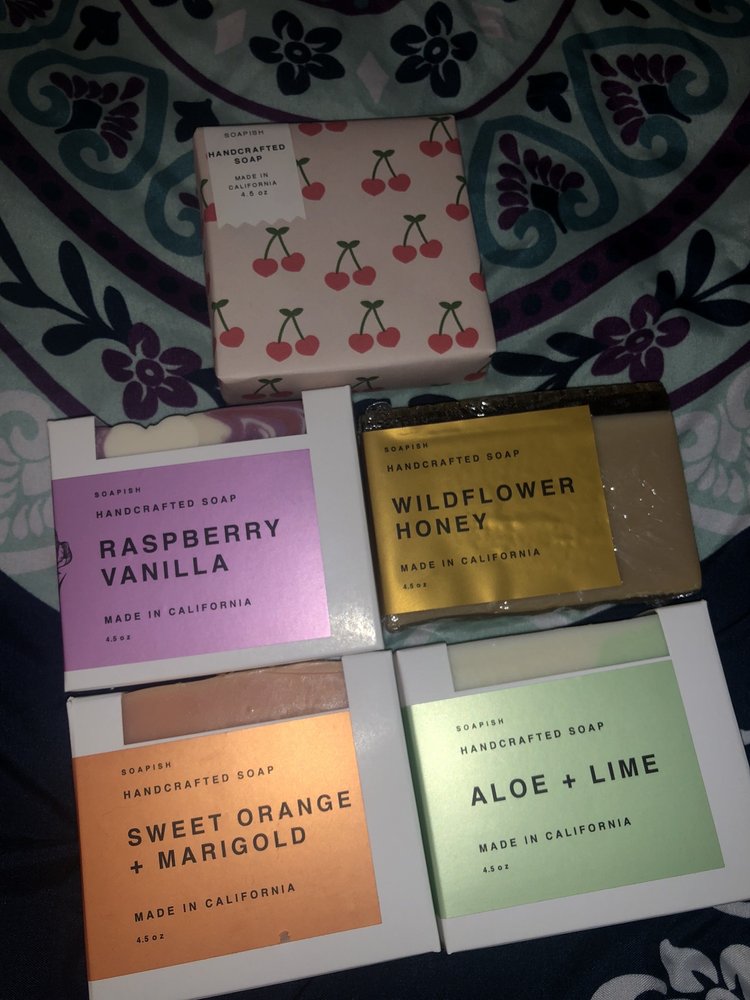 SOAPISH
HANDCRAFTED
SOAP
MADE IN
CALIFORNIA
4.5 oz
SOAPISH
HANDCRAFTED SOAP
RASPBERRY
VANILLA
MADE IN CALIFORNIA
4.5 oz
SOAPISH
HANDCRAFTED SOAP
WILDFLOWER
HONEY
MADE IN CALIFORNIA
4.5 oz
SOAPISH
HANDCRAFTED SOAP
SWEET ORANGE
+ MARIGOLD
MADE IN CALIFORNIA
4.5 oz
SOAPISH
HANDCRAFTED SOAP
ALOE + LIME
MADE IN CALIFORNIA
4.5 oz